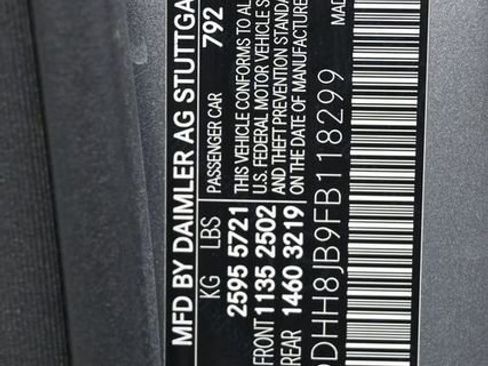 MFD BY DAIMLER AG STUTTGA
792
KG LBS PASSENGER CAR
2595 5721 THIS VEHICLE CONFORMS TO AL
FRONT 1135 2502 U.S. FEDERAL MOTOR VEHICLE S
AND THEFT PREVENTION STANDA
REAR 1460 3219 ON THE DATE OF MANUFACTURE
DHH8JB9FB118299
MAD